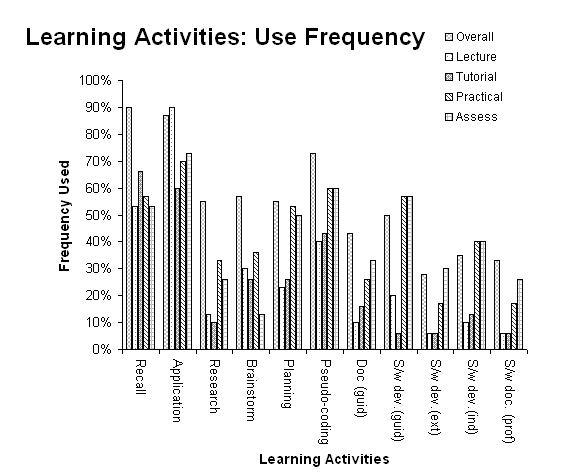 Learning Activities: Use Frequency
Overall
Lecture
Tutorial
Practical
Assess
100%
90%
80%
70%
60%
50%
40%
30%
20%
10%
0%
Frequency Used
Recall
Application
Research
Brainstorm
Planning
Pseudo-coding
Doc (guid)
S/w dev. (guid)
S/w dev. (ext)
S/w dev. (ind)
S/w doc. (prof)
Learning Activities